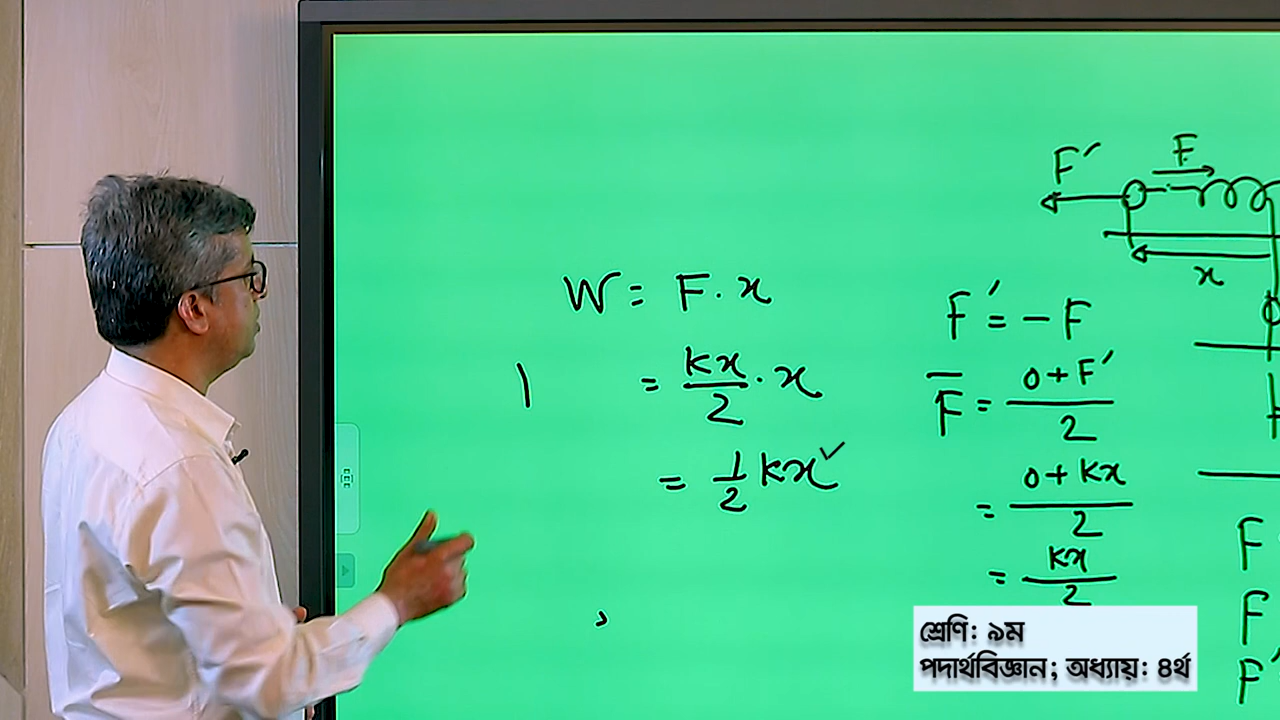 W = F . x
= kx/2 . x
= 1/2 kx²
F' F
x
F' = - F
F̅ = 0 + F'/2
= 0 + kx/2
= kx/2
F
F
F'
শ্রেণি: ৯ম
পদার্থবিজ্ঞান; অধ্যায়: ৪র্থ